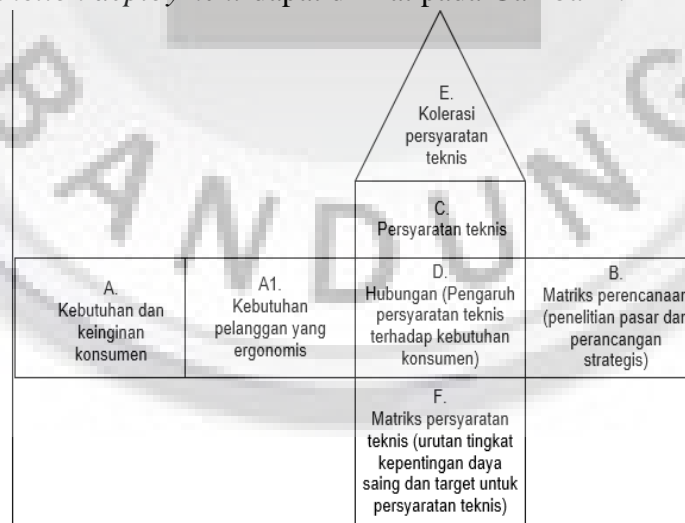 BANDUNG
E.
Kolerasi
persyaratan
teknis
C.
Persyaratan teknis
A.
Kebutuhan dan
keinginan
konsumen
A1.
Kebutuhan
pelanggan yang
ergonomis
D.
Hubungan (Pengaruh
persyaratan teknis
terhadap kebutuhan
konsumen)
B.
Matriks
(penelitian pasar
perancangan
strategis)
F.
Matriks persyaratan
teknis (urutan tingkat
kepentingan daya
saing dan target untuk
persyaratan teknis)